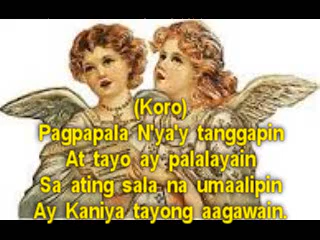 (Koro)
Pagpapala N'ya'y tanggapin
At tayo ay palalayain
Sa ating sala na umaalipin
Ay Kaniya tayong aagawain.